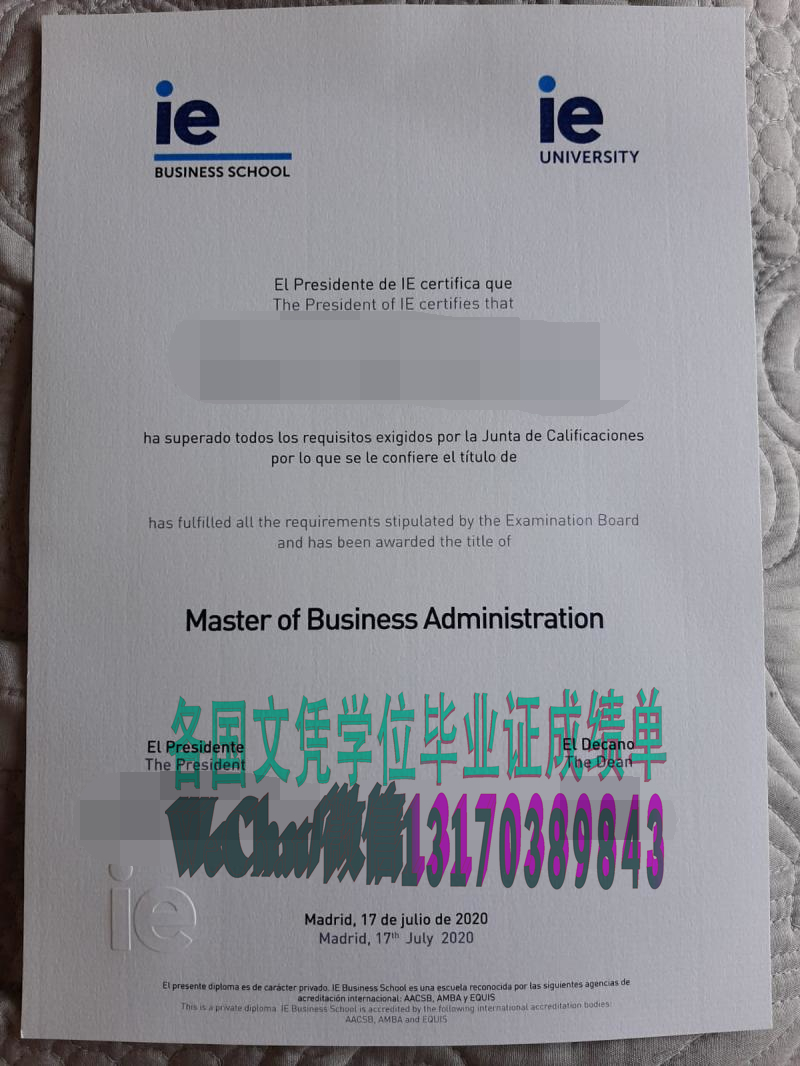 ie
BUSINESS SCHOOL
ie
UNIVERSITY
El Presidente de IE certifica que
The President of IE certifies that
ha superado todos los requisitos exigidos por la Junta de Calificaciones
por lo que se le confiere el título de
has fulfilled all the requirements stipulated by the Examination Board
and has been awarded the title of
Master of Business Administration
各国文凭学位毕业证成绩单
El Presidente
The President
El Decano
The Dean
WeChat/微信13170389843
ie
Madrid, 17 de julio de 2020
Madrid, 17th July 2020
El presente diploma es de carácter privado. IE Business School es una escuela reconocida por las siguientes agencias de
acreditación internacional: AACSB, AMBA y EQUIS
This is a private diploma. IE Business School is accredited by the following international accreditation bodies:
AACSB, AMBA and EQUIS